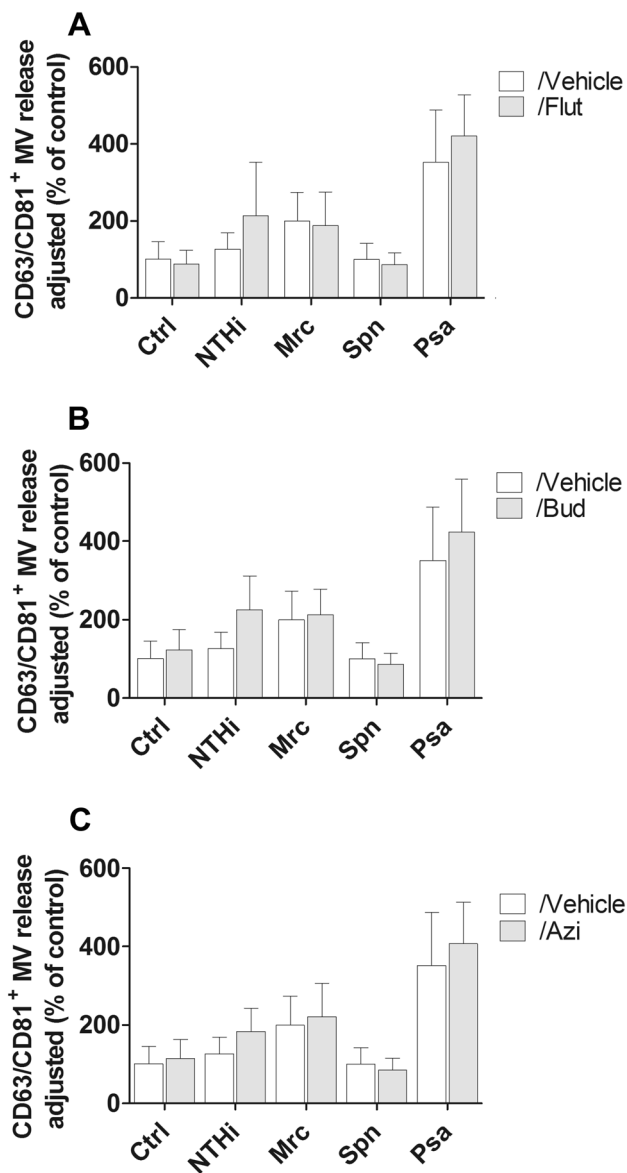 A
CD63/CD81+ MV release
adjusted (% of control)
600
400
200
0
Ctrl
NTHi
Mrc
Spn
Psa
/Vehicle
/Flut
B
CD63/CD81+ MV release
adjusted (% of control)
600
400
200
0
Ctrl
NTHi
Mrc
Spn
Psa
/Vehicle
/Bud
C
CD63/CD81+ MV release
adjusted (% of control)
600
400
200
0
Ctrl
NTHi
Mrc
Spn
Psa
/Vehicle
/Azi